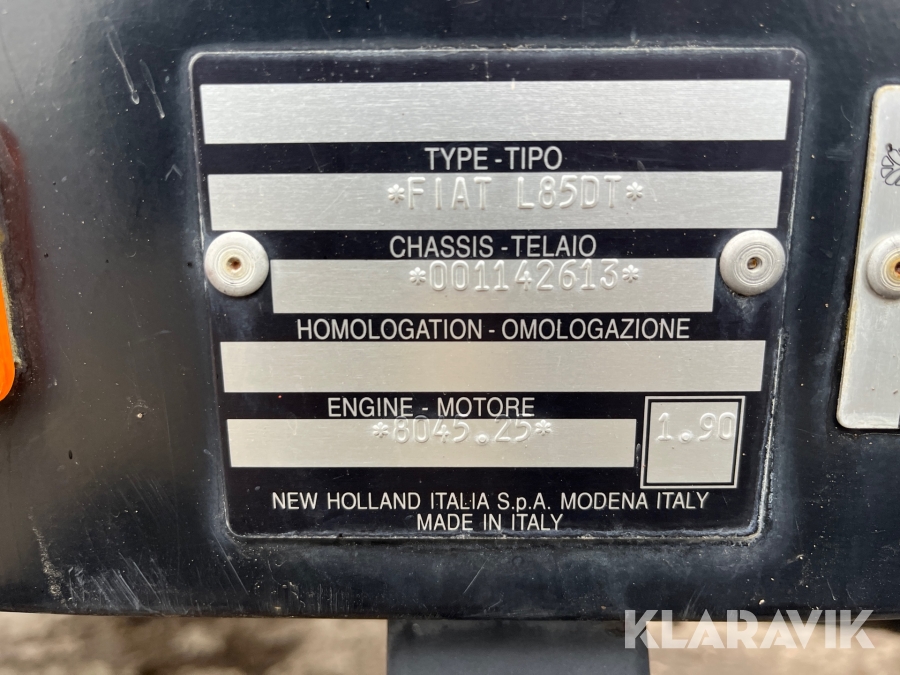 TYPE - TIPO
*FIAT L85DT*
CHASSIS - TELAIO
*001142613*
HOMOLOGATION - OMOLOGAZIONE
ENGINE - MOTORE
*8045.25*
1.90
NEW HOLLAND ITALIA S.p.A. MODENA ITALY
MADE IN ITALY
KLARAVIK